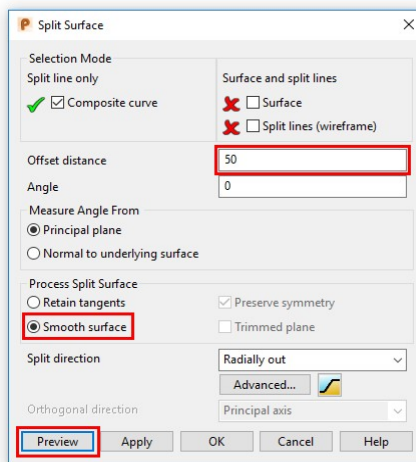 Split Surface
Selection Mode
Split line only
Surface and split lines
Composite curve
Surface
Split lines (wireframe)
Offset distance
50
Angle
0
Measure Angle From
Principal plane
Normal to underlying surface
Process Split Surface
Retain tangents
Preserve symmetry
Smooth surface
Trimmed plane
Split direction
Radially out
Advanced...
Orthogonal direction
Principal axis
Preview
Apply
OK
Cancel
Help